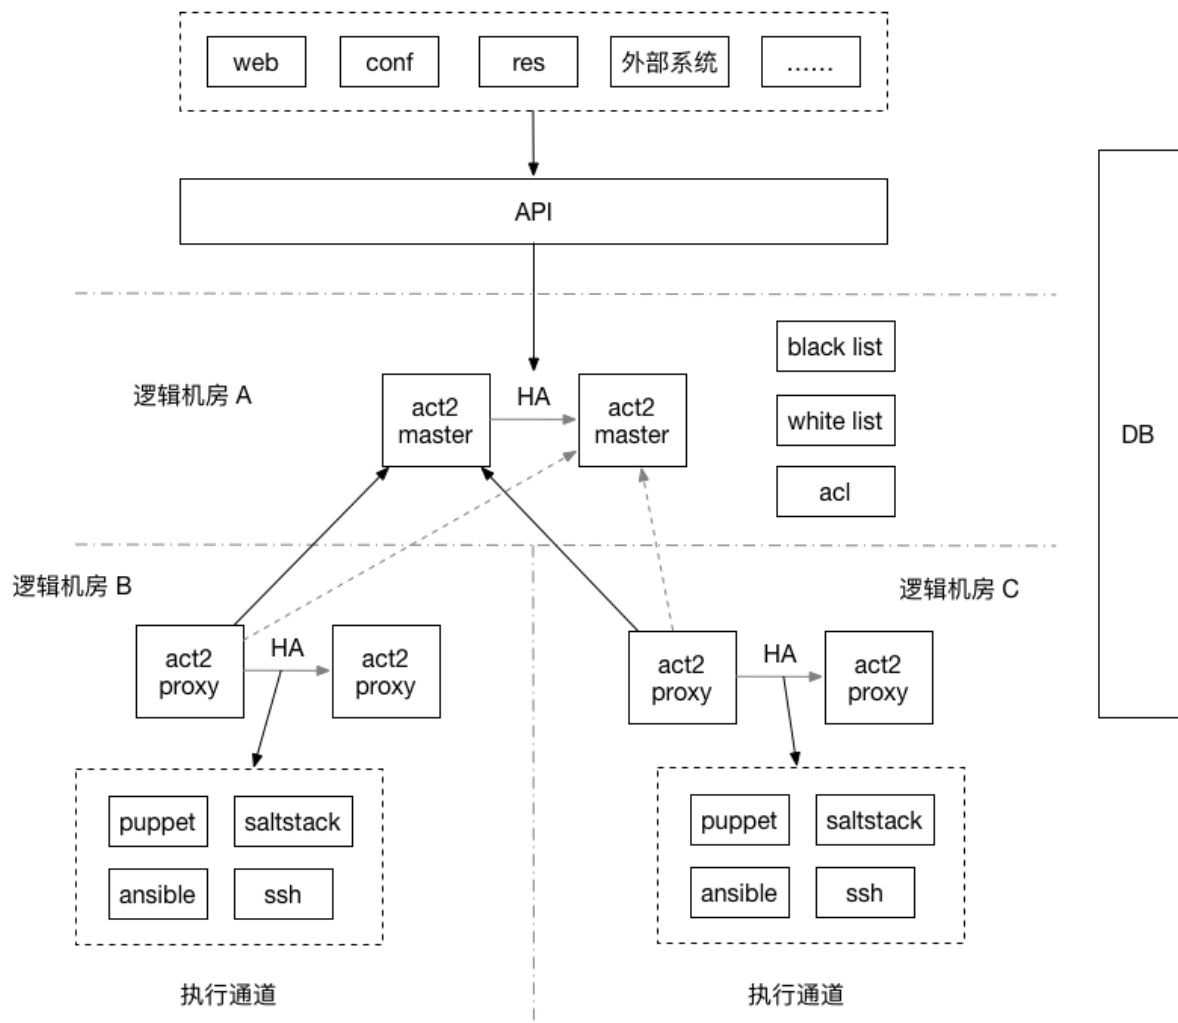 web
conf
res
外部系统
……
API
逻辑机房 A
act2
master
HA
act2
master
black list
white list
acl
DB
逻辑机房 B
act2
proxy
HA
act2
proxy
puppet
saltstack
ansible
ssh
执行通道
逻辑机房 C
act2
proxy
HA
act2
proxy
puppet
saltstack
ansible
ssh
执行通道